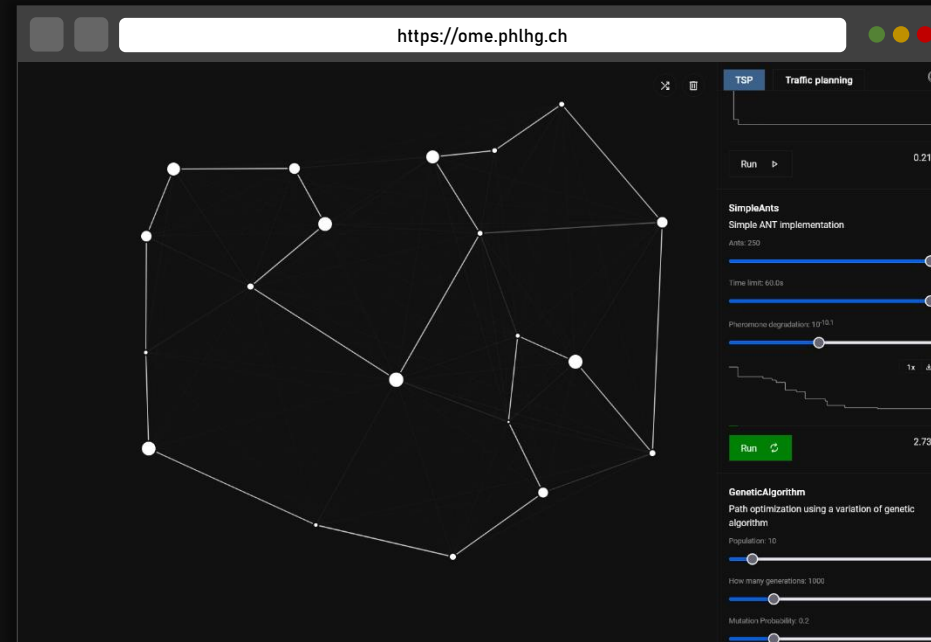 https://ome.phlhg.ch
TSP Traffic planning
Run 0.21
SimpleAnts
Simple ANT implementation
Ants: 250
Time limit: 60.0s
Pheromone degradation: 10-10.1
1x
Run 2.73
GeneticAlgorithm
Path optimization using a variation of genetic
algorithm
Population: 10
How many generations: 1000
Mutation Probability: 0.2